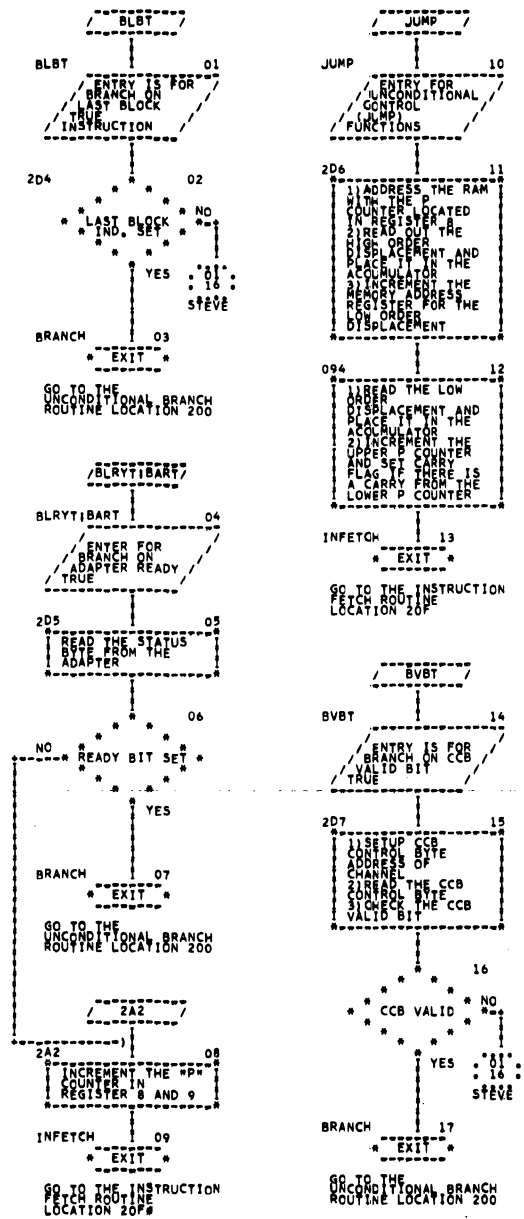 BLBT
BLBT 01
ENTRY IS FOR
BRANCH ON
LAST BLOCK
TRUE
INSTRUCTION
2D4 02
LAST BLOCK
IND. SET
NO
YES
01
16
STEVE
BRANCH 03
* EXIT *
GO TO THE
UNCONDITIONAL BRANCH
ROUTINE LOCATION 200
/BLRYT;BART/
BLRYT;BART 04
ENTER FOR
BRANCH ON
ADAPTER READY
TRUE
2D5 05
READ THE STATUS
BYTE FROM THE
ADAPTER
06
NO
READY BIT SET
YES
BRANCH 07
* EXIT *
GO TO THE
UNCONDITIONAL BRANCH
ROUTINE LOCATION 200
2A2
2A2 08
INCREMENT THE "P"
COUNTER IN
REGISTER 8 AND 9
INFETCH 09
* EXIT *
GO TO THE INSTRUCTION
FETCH ROUTINE
LOCATION 20F#
JUMP
JUMP 10
ENTRY FOR
UNCONDITIONAL
CONTROL
(JUMP)
FUNCTIONS
2D6 11
1)ADDRESS THE RAM
WITH THE P
COUNTER LOCATED
IN REGISTER 8
2)READ OUT THE
HIGH ORDER
DISPLACEMENT AND
PLACE IT IN THE
ACOUMULATOR
3)INCREMENT THE
MEMORY ADDRESS
REGISTER FOR THE
LOW ORDER
DISPLACEMENT
094 12
1)READ THE LOW
ORDER
DISPLACEMENT AND
PLACE IT IN THE
ACOUMULATOR
2)INCREMENT THE
UPPER P COUNTER
AND SET CARRY
FLAG IF THERE IS
A CARRY FROM THE
LOWER P COUNTER
INFETCH 13
* EXIT *
GO TO THE INSTRUCTION
FETCH ROUTINE
LOCATION 20F
BVBT
BVBT 14
ENTRY IS FOR
BRANCH ON CCB
VALID BIT
TRUE
2D7 15
1)SETUP CCB
CONTROL BYTE
ADDRESS OF
CHANNEL
2)READ THE CCB
CONTROL BYTE
3)CHECK THE CCB
VALID BIT
16
CCB VALID
NO
YES
01
16
STEVE
BRANCH 17
* EXIT *
GO TO THE
UNCONDITIONAL BRANCH
ROUTINE LOCATION 200